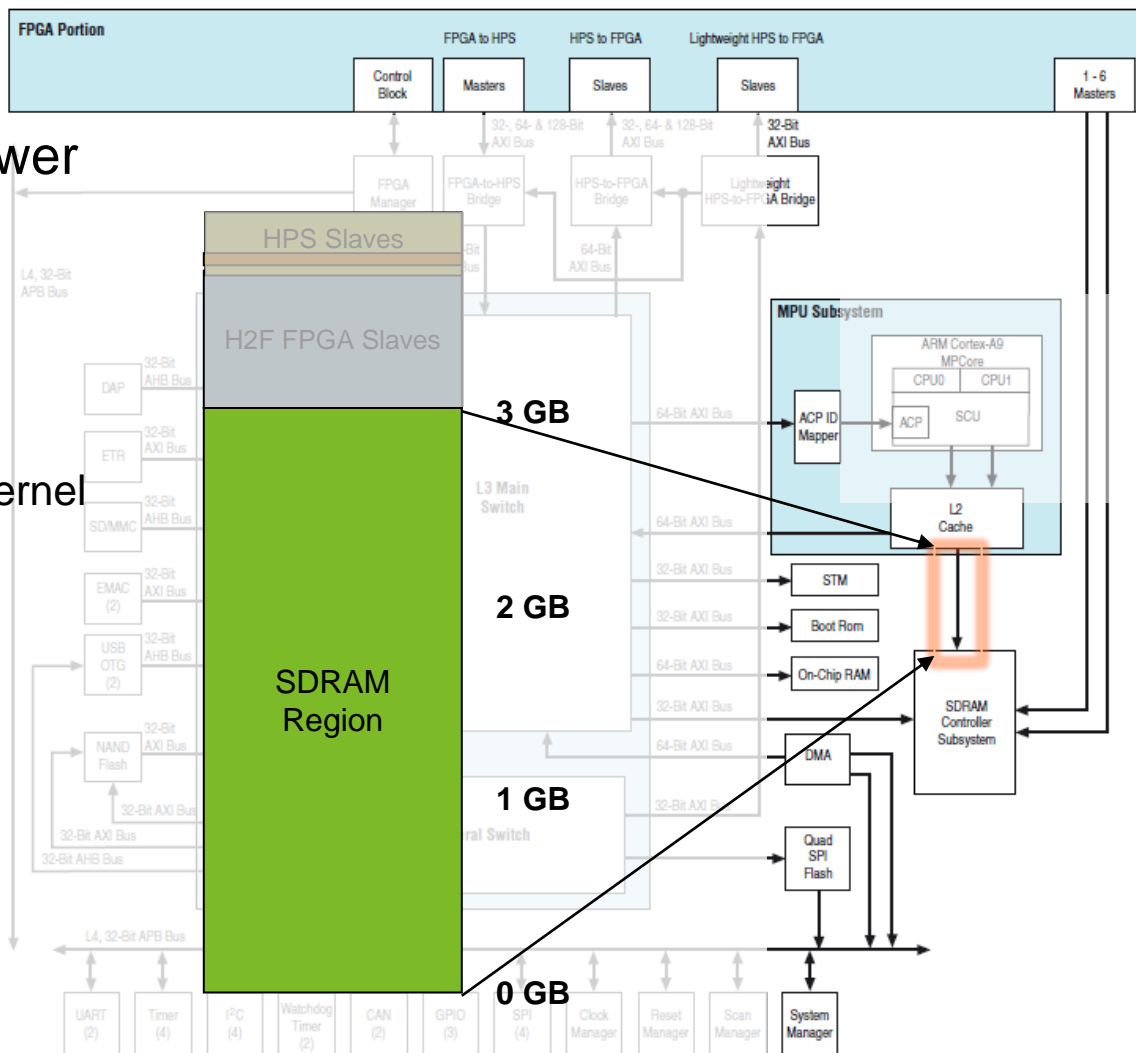 FPGA Portion
FPGA to HPS
HPS to FPGA
Lightweight HPS to FPGA
Control
Block
Masters
Slaves
Slaves
1 - 6
Masters
32-, 64- & 128-Bit
AXI Bus
32-, 64- & 128-Bit
AXI Bus
32-Bit
AXI Bus
wer
FPGA
Manager
FPGA-to-HPS
Bridge
HPS-to-FPGA
Bridge
Lightweight
HPS-to-FPGA Bridge
HPS Slaves
-Bit
Bus
64-Bit
AXI Bus
L4, 32-Bit
APB Bus
H2F FPGA Slaves
MPU Subsystem
ARM Cortex-A9
MPCore
CPU0
CPU1
ACP
SCU
ACP ID
Mapper
L2
Cache
DAP
32-Bit
AHB Bus
3 GB
64-Bit AXI Bus
ETR
32-Bit
AXI Bus
ernel
L3 Main
Switch
SD/MMC
32-Bit
AHB Bus
64-Bit AXI Bus
EMAC
(2)
32-Bit
AXI Bus
2 GB
32-Bit AXI Bus
STM
32-Bit AXI Bus
Boot Rom
USB
OTG
(2)
32-Bit
AHB Bus
64-Bit AXI Bus
On-Chip RAM
SDRAM
Region
32-Bit AXI Bus
SDRAM
Controller
Subsystem
NAND
Flash
32-Bit
AXI Bus
64-Bit AXI Bus
DMA
1 GB
32-Bit AXI Bus
32-Bit AXI Bus
32-Bit AXI Bus
32-Bit AHB Bus
ral Switch
Quad
SPI
Flash
L4, 32-Bit APB Bus
0 GB
UART
(2)
Timer
(4)
I²C
(4)
Watchdog
Timer
(2)
CAN
(2)
GPIO
(3)
SPI
(4)
Clock
Manager
Reset
Manager
Scan
Manager
System
Manager